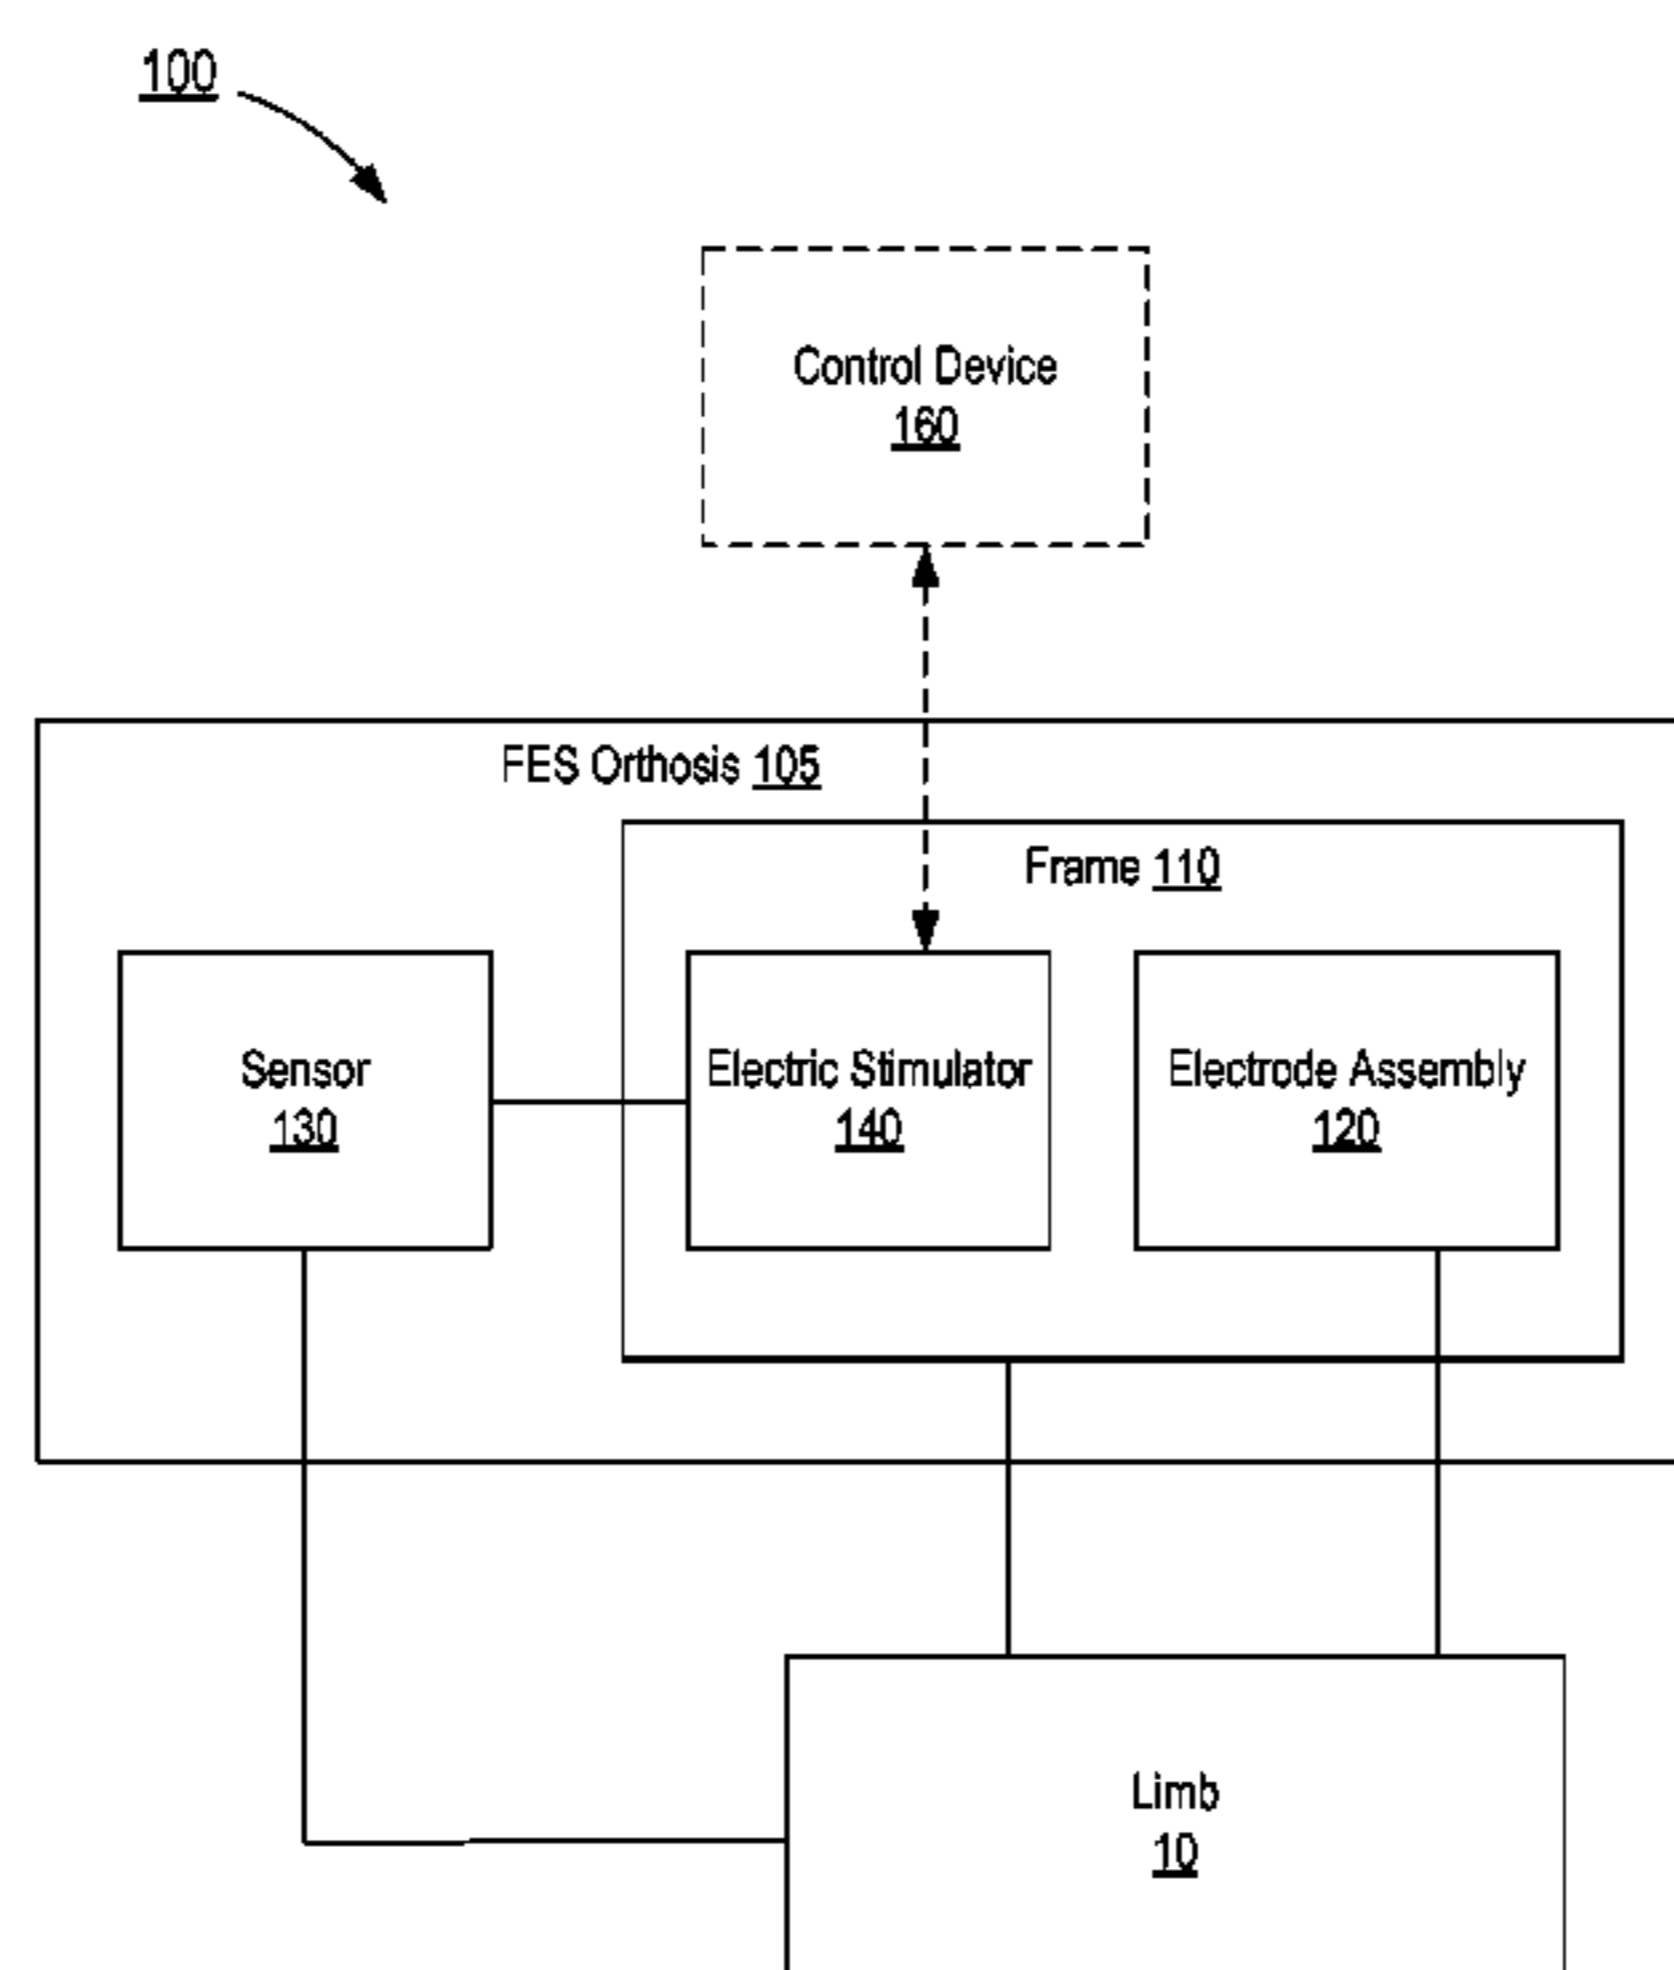 100
Control Device
160
FES Orthosis 105
Frame 110
Sensor
130
Electric Stimulator
140
Electrode Assembly
120
Limb
10